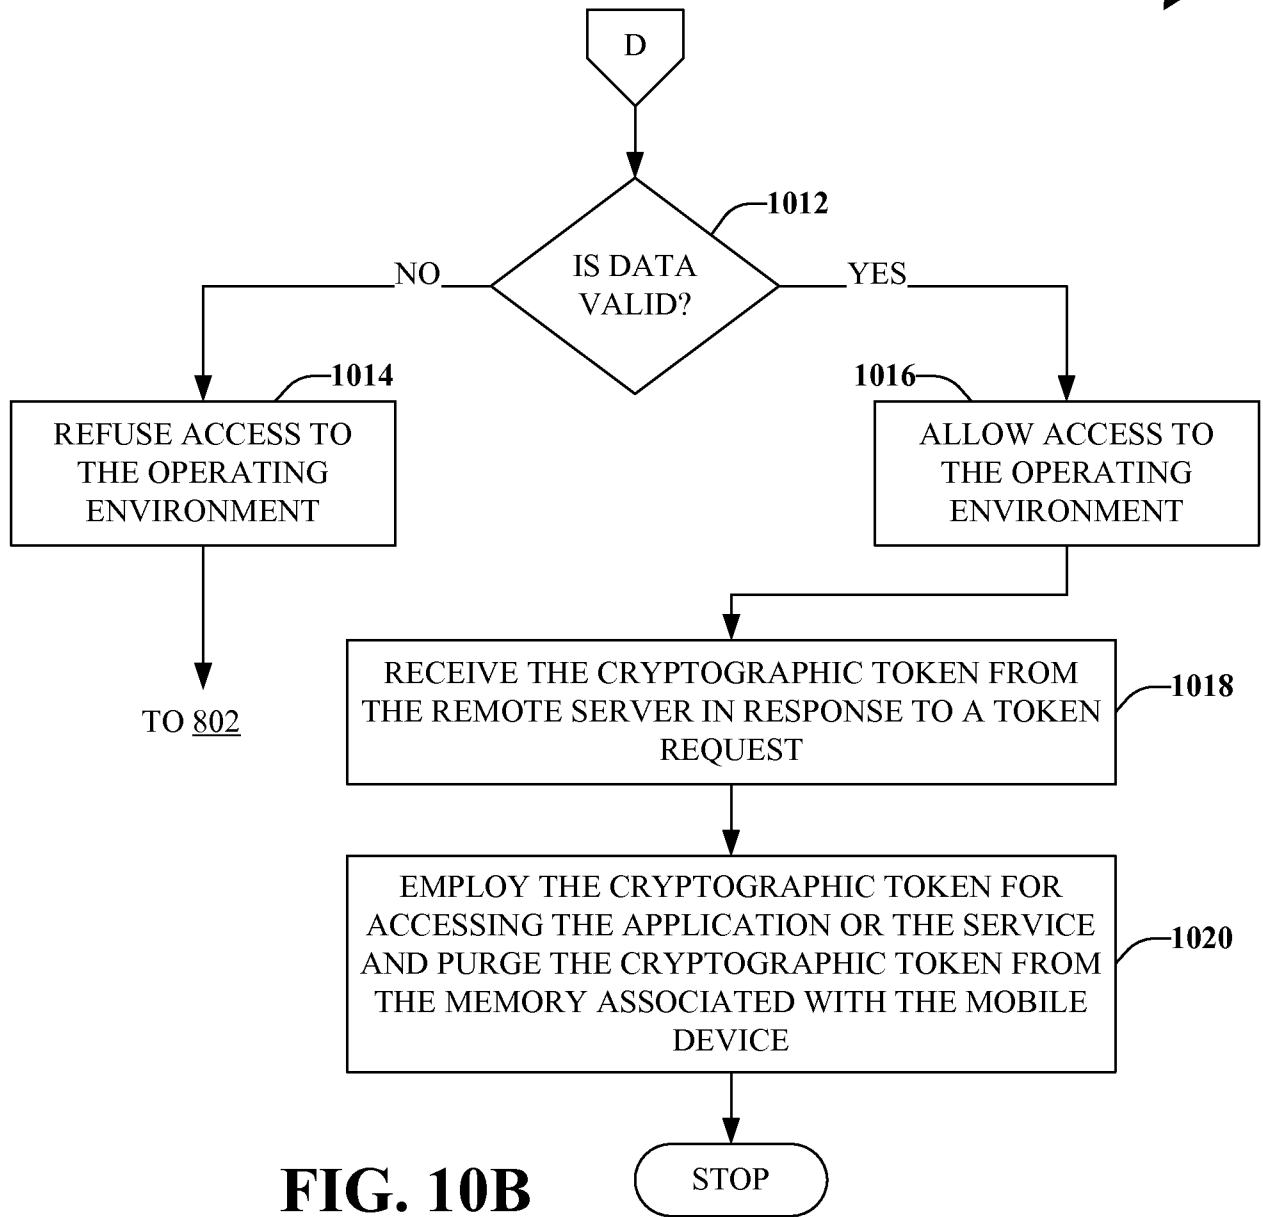 D
1012
IS DATA
VALID?
NO
YES
1014
1016
REFUSE ACCESS TO
THE OPERATING
ENVIRONMENT
ALLOW ACCESS TO
THE OPERATING
ENVIRONMENT
TO 802
RECEIVE THE CRYPTOGRAPHIC TOKEN FROM
THE REMOTE SERVER IN RESPONSE TO A TOKEN
REQUEST
1018
EMPLOY THE CRYPTOGRAPHIC TOKEN FOR
ACCESSING THE APPLICATION OR THE SERVICE
AND PURGE THE CRYPTOGRAPHIC TOKEN FROM
THE MEMORY ASSOCIATED WITH THE MOBILE
DEVICE
1020
STOP
FIG. 10B